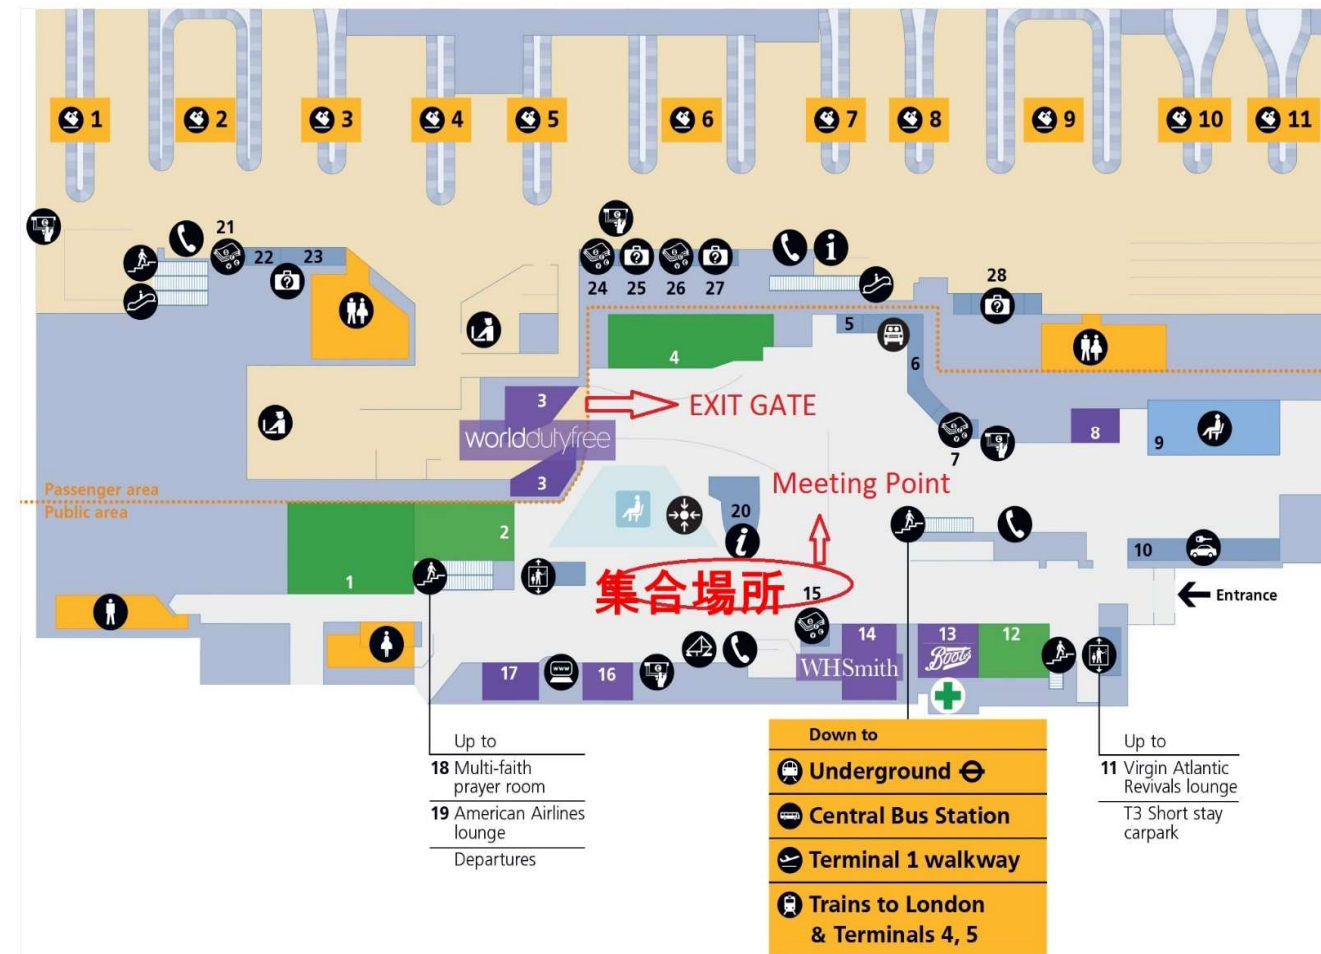 1
2
3
4
5
6
7
8
9
10
11
21
22
23
24
25
26
27
28
4
5
6
3
EXIT GATE
worlddutyfree
7
8
9
3
Meeting Point
Passenger area
Public area
1
2
20
10
Entrance
集合場所
15
14
13
12
WHSmith
Boots
17
www
16
Up to
18 Multi-faith
prayer room
19 American Airlines
lounge
Departures
Down to
Underground
Central Bus Station
Terminal 1 walkway
Trains to London
& Terminals 4, 5
Up to
11 Virgin Atlantic
Revivals lounge
T3 Short stay
carpark